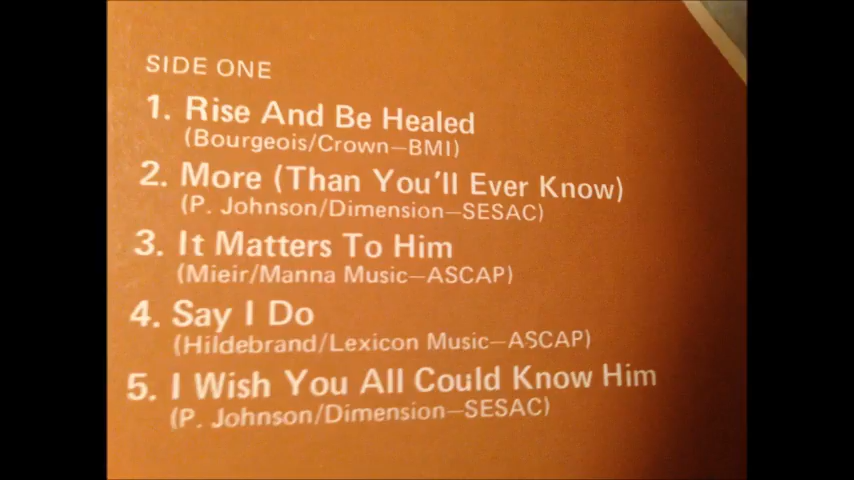 SIDE ONE
1. Rise And Be Healed
(Bourgeois/Crown—BMI)
2. More (Than You'll Ever Know)
(P. Johnson/Dimension—SESAC)
3. It Matters To Him
(Mieir/Manna Music—ASCAP)
4. Say I Do
(Hildebrand/Lexicon Music—ASCAP)
5. I Wish You All Could Know Him
(P. Johnson/Dimension—SESAC)